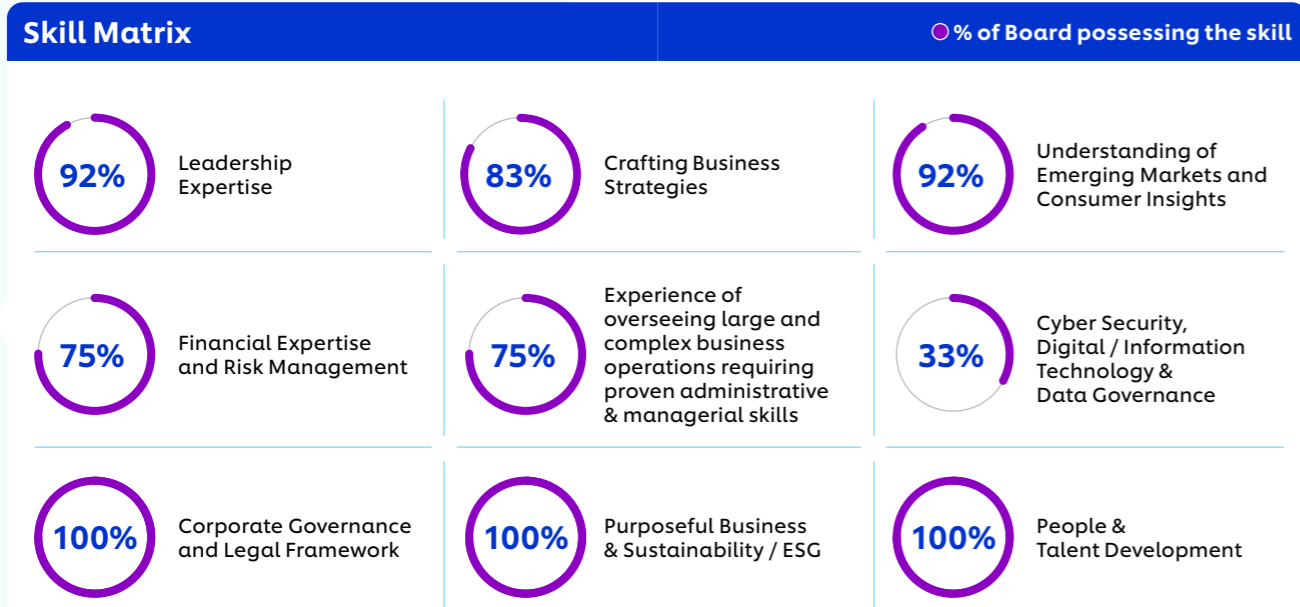 Skill Matrix
% of Board possessing the skill
92%
Leadership
Expertise
83%
Crafting Business
Strategies
92%
Understanding of
Emerging Markets and
Consumer Insights
75%
Financial Expertise
and Risk Management
75%
Experience of
overseeing large and
complex business
operations requiring
proven administrative
& managerial skills
33%
Cyber Security,
Digital / Information
Technology &
Data Governance
100%
Corporate Governance
and Legal Framework
100%
Purposeful Business
& Sustainability / ESG
100%
People &
Talent Development